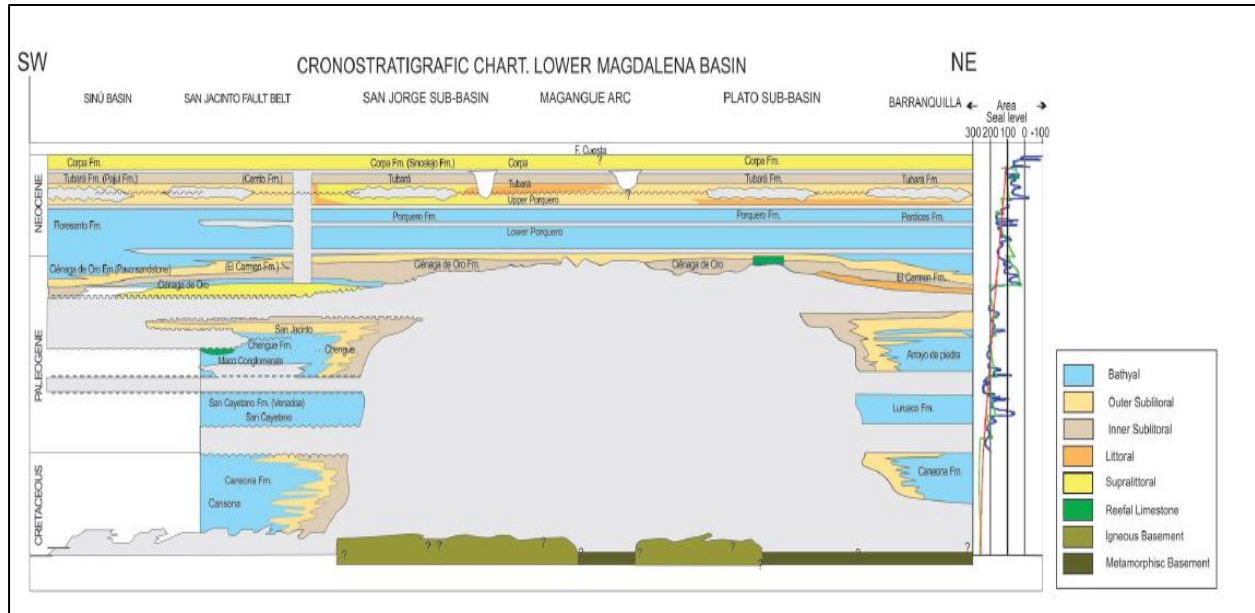 SW
CRONOSTRATIGRAFIC CHART. LOWER MAGDALENA BASIN
NE
SINÚ BASIN
SAN JACINTO FAULT BELT
SAN JORGE SUB-BASIN
MAGANGUE ARC
PLATO SUB-BASIN
BARRANQUILLA
Area
Seal level
300 200 100 0 -100
F. Cuesta
Corpa Fm.
Corpa Fm. (Sincelejo Fm.)
Corpa
?
Corpa Fm.
Tubará Fm. (Pajuí Fm.)
(Cerrito Fm.)
Tubará
Tubará
Tubará Fm.
Tubará Fm.
?
Upper Porquero
NEOCENE
Floresanto Fm.
Porquero Fm.
Porquero Fm.
Perdices Fm.
Lower Porquero
Ciénaga de Oro Fm. (Pavo sandstone)
(El Carmen Fm.)
Ciénaga de Oro Fm.
Ciénaga de Oro
El Carmen Fm.
Ciénaga de Oro
PALEOGENE
San Jacinto
Chengue Fm.
Chengue
Maco Conglomerate
Arroyo de piedra
San Cayetano Fm. (Venadoa)
San Cayetano
Luruaco Fm.
CRETACEOUS
Cansona Fm.
Cansona
Cansona Fm.
? ? ? ? ? ? ? ? ? ?
Bathyal
Outer Sublitoral
Inner Sublitoral
Littoral
Supralittoral
Reefal Limestone
Igneous Basement
Metamorphisc Basement